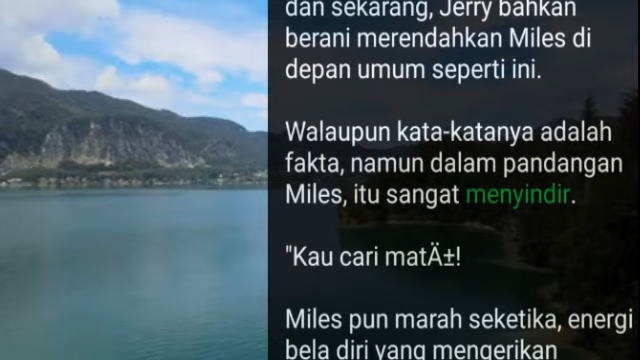 dan sekarang, Jerry bahkan
berani merendahkan Miles di
depan umum seperti ini.
Walaupun kata-katanya adalah
fakta, namun dalam pandangan
Miles, itu sangat menyindir.
"Kau cari matÄ±!
Miles pun marah seketika, energi
bela diri yang mengerikan